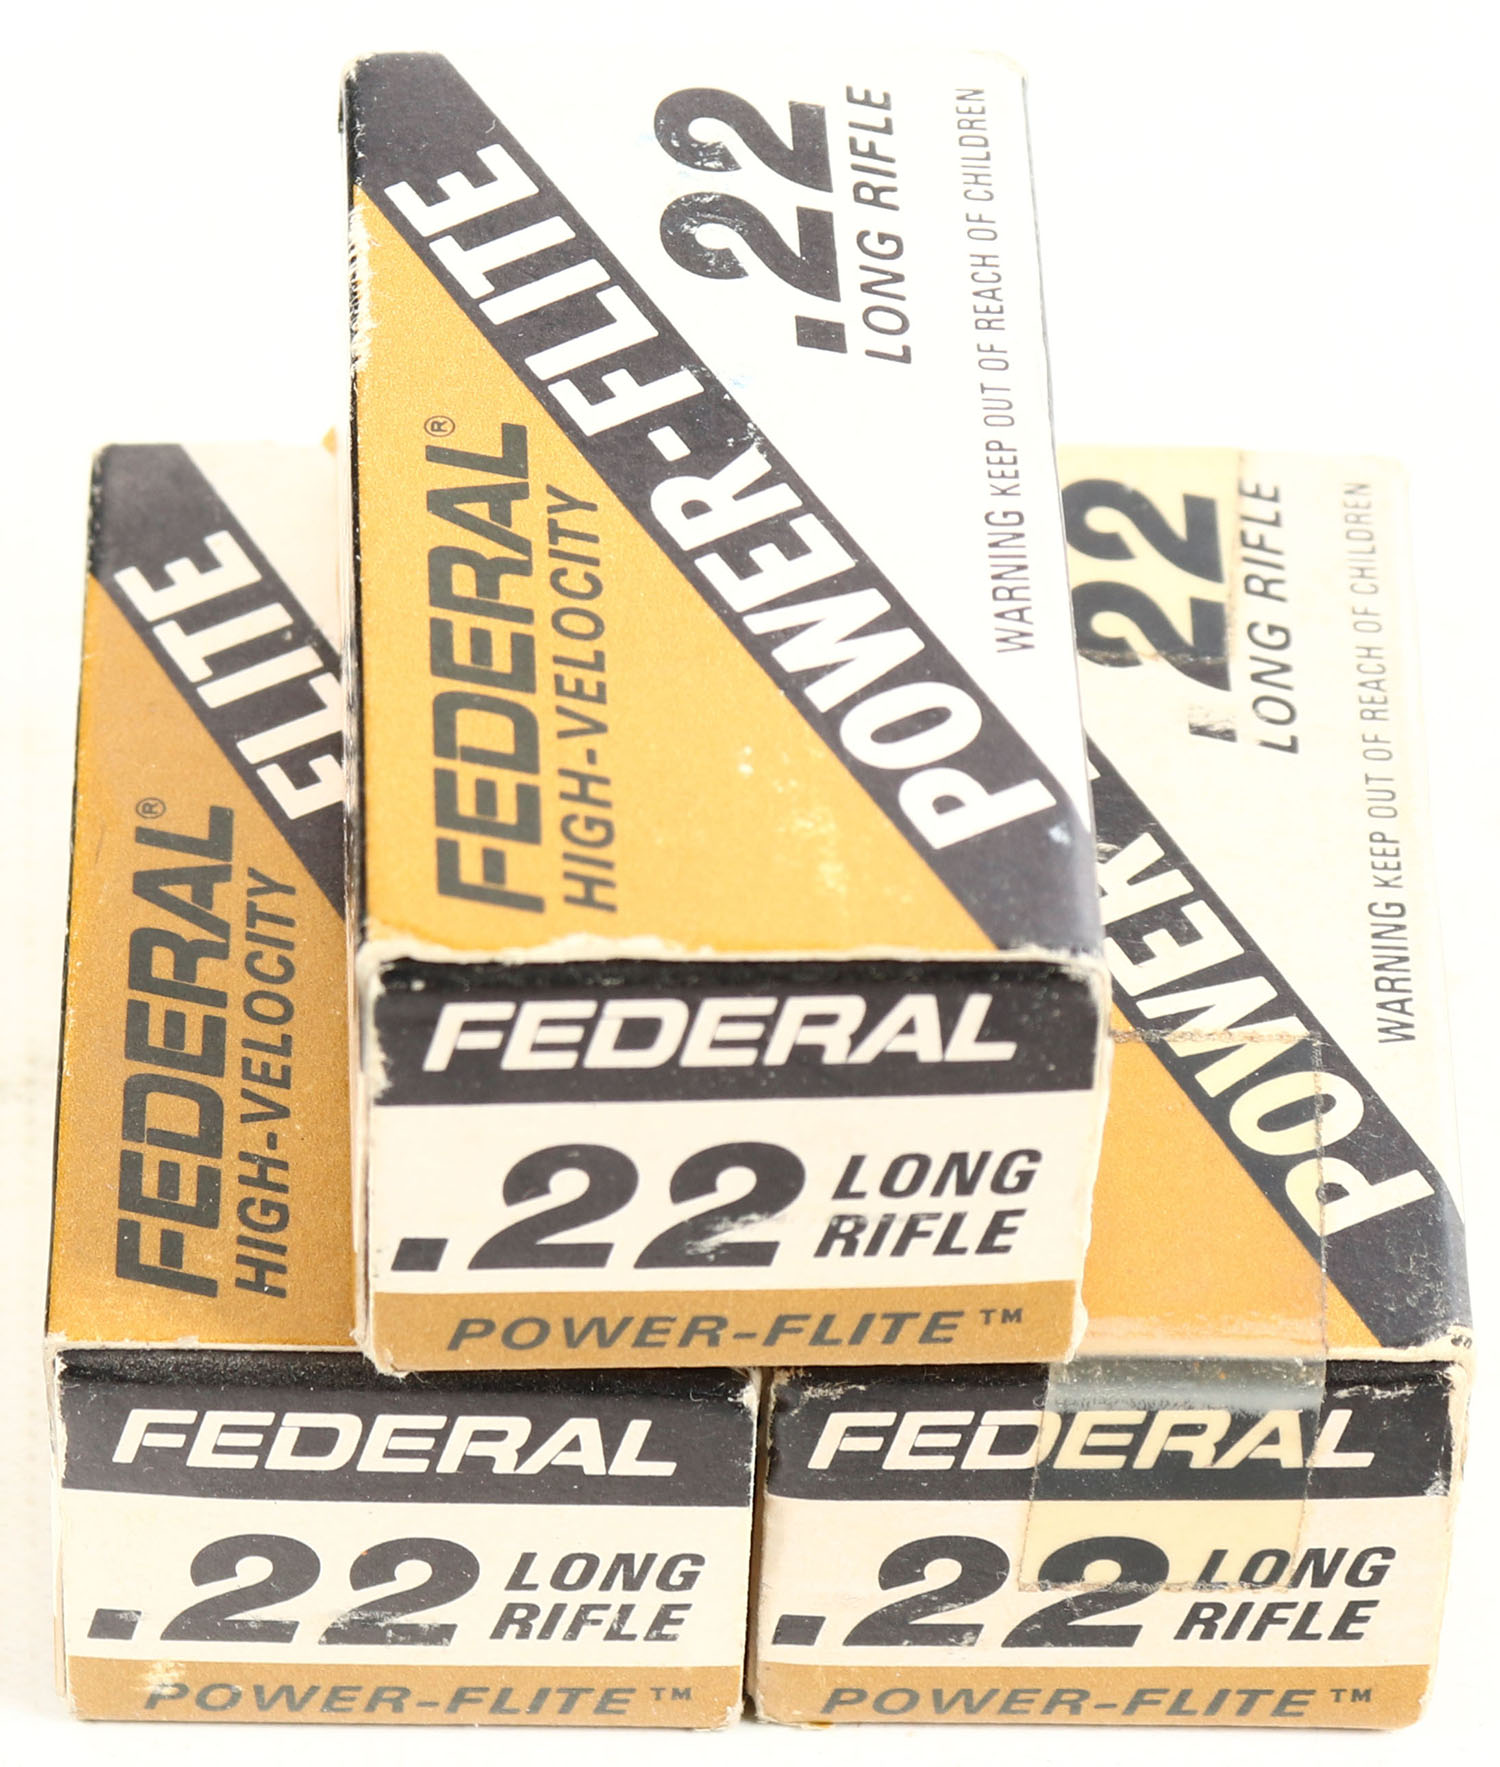 FEDERAL®
HIGH-VELOCITY
POWER-FLITE
.22
LONG RIFLE
WARNING KEEP OUT OF REACH OF CHILDREN
FEDERAL
.22 LONG
RIFLE
POWER-FLITE™
FEDERAL®
HIGH-VELOCITY
FLITE
FEDERAL
.22 LONG
RIFLE
POWER-FLITE™
POWER
.22
LONG RIFLE
WARNING KEEP OUT OF REACH OF CHILDREN
FEDERAL
.22 LONG
RIFLE
POWER-FLITE™